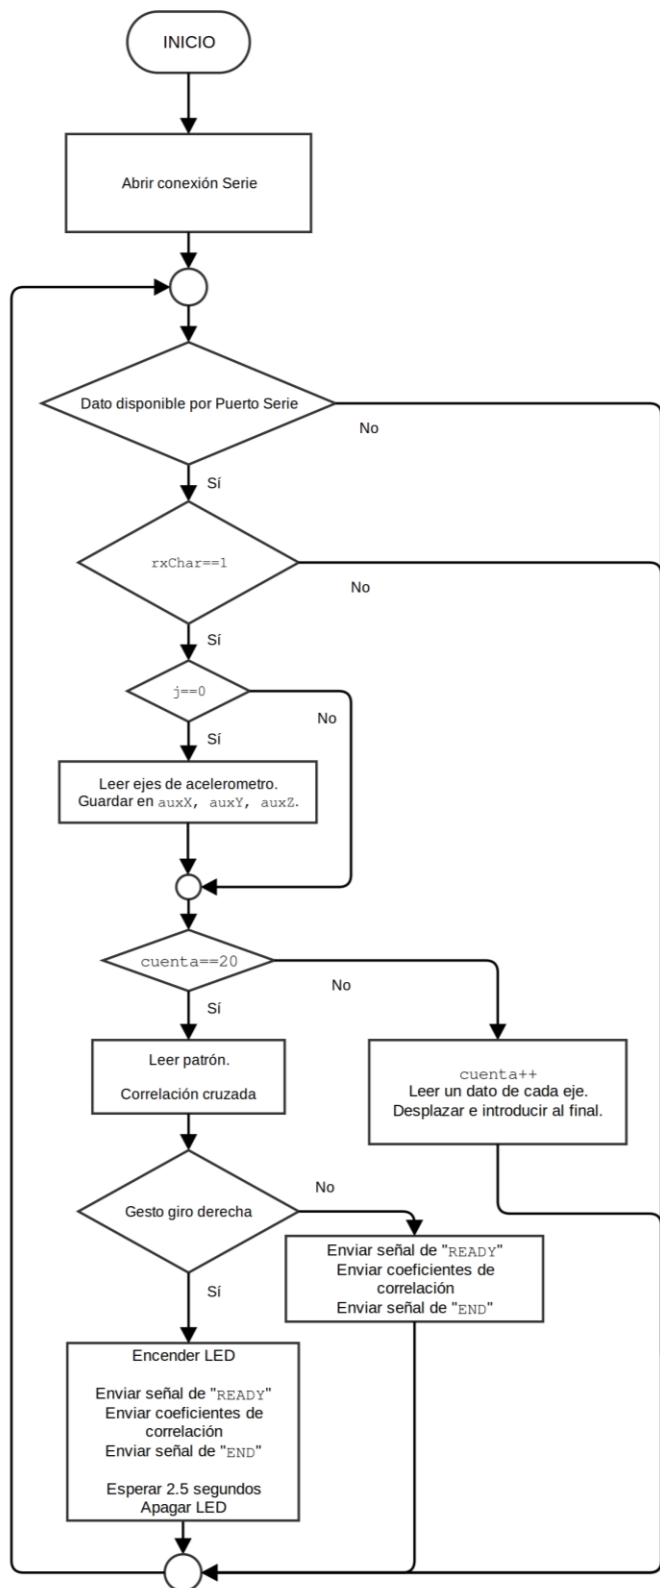 INICIO
Abrir conexión Serie
Dato disponible por Puerto Serie
No
Sí
rxChar==1
No
Sí
j==0
No
Sí
Leer ejes de acelerometro.
Guardar en auxX, auxY, auxZ.
cuenta==20
No
Sí
Leer patrón.
Correlación cruzada
cuenta++
Leer un dato de cada eje.
Desplazar e introducir al final.
Gesto giro derecha
No
Enviar señal de "READY"
Enviar coeficientes de
correlación
Enviar señal de "END"
Sí
Encender LED
Enviar señal de "READY"
Enviar coeficientes de
correlación
Enviar señal de "END"
Esperar 2.5 segundos
Apagar LED